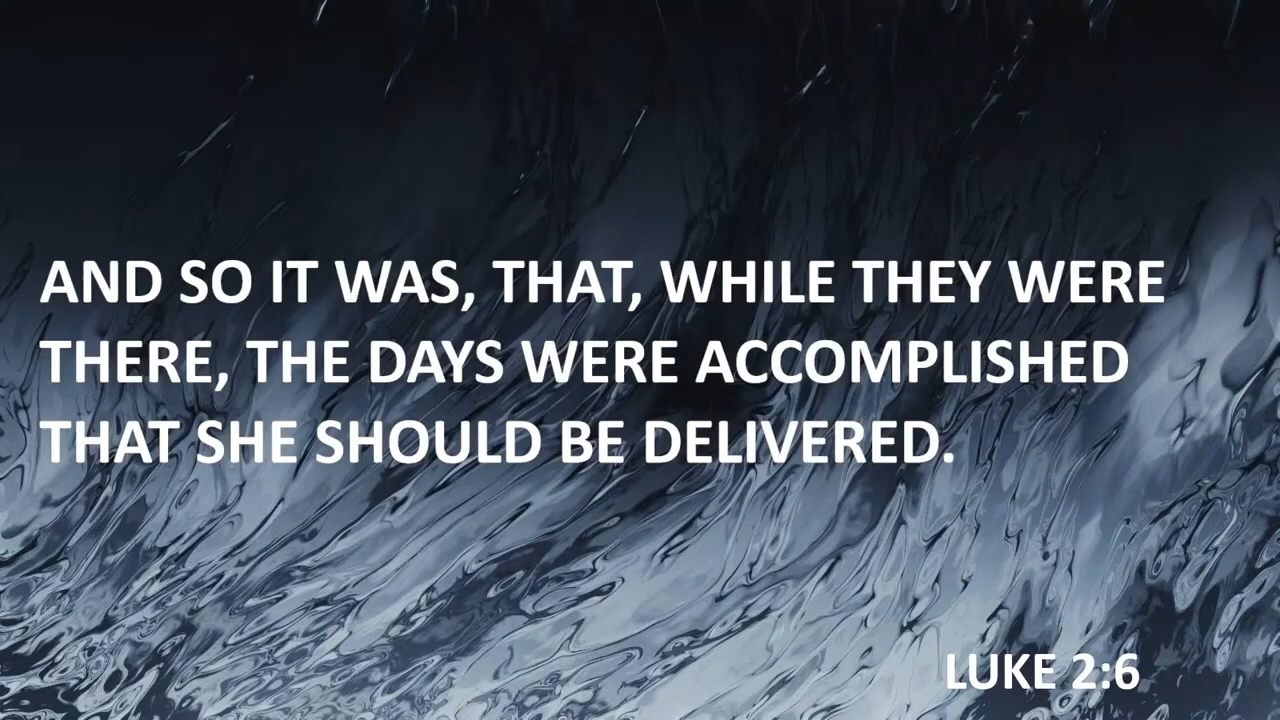 AND SO IT WAS, THAT, WHILE THEY WERE
THERE, THE DAYS WERE ACCOMPLISHED
THAT SHE SHOULD BE DELIVERED.
LUKE 2:6